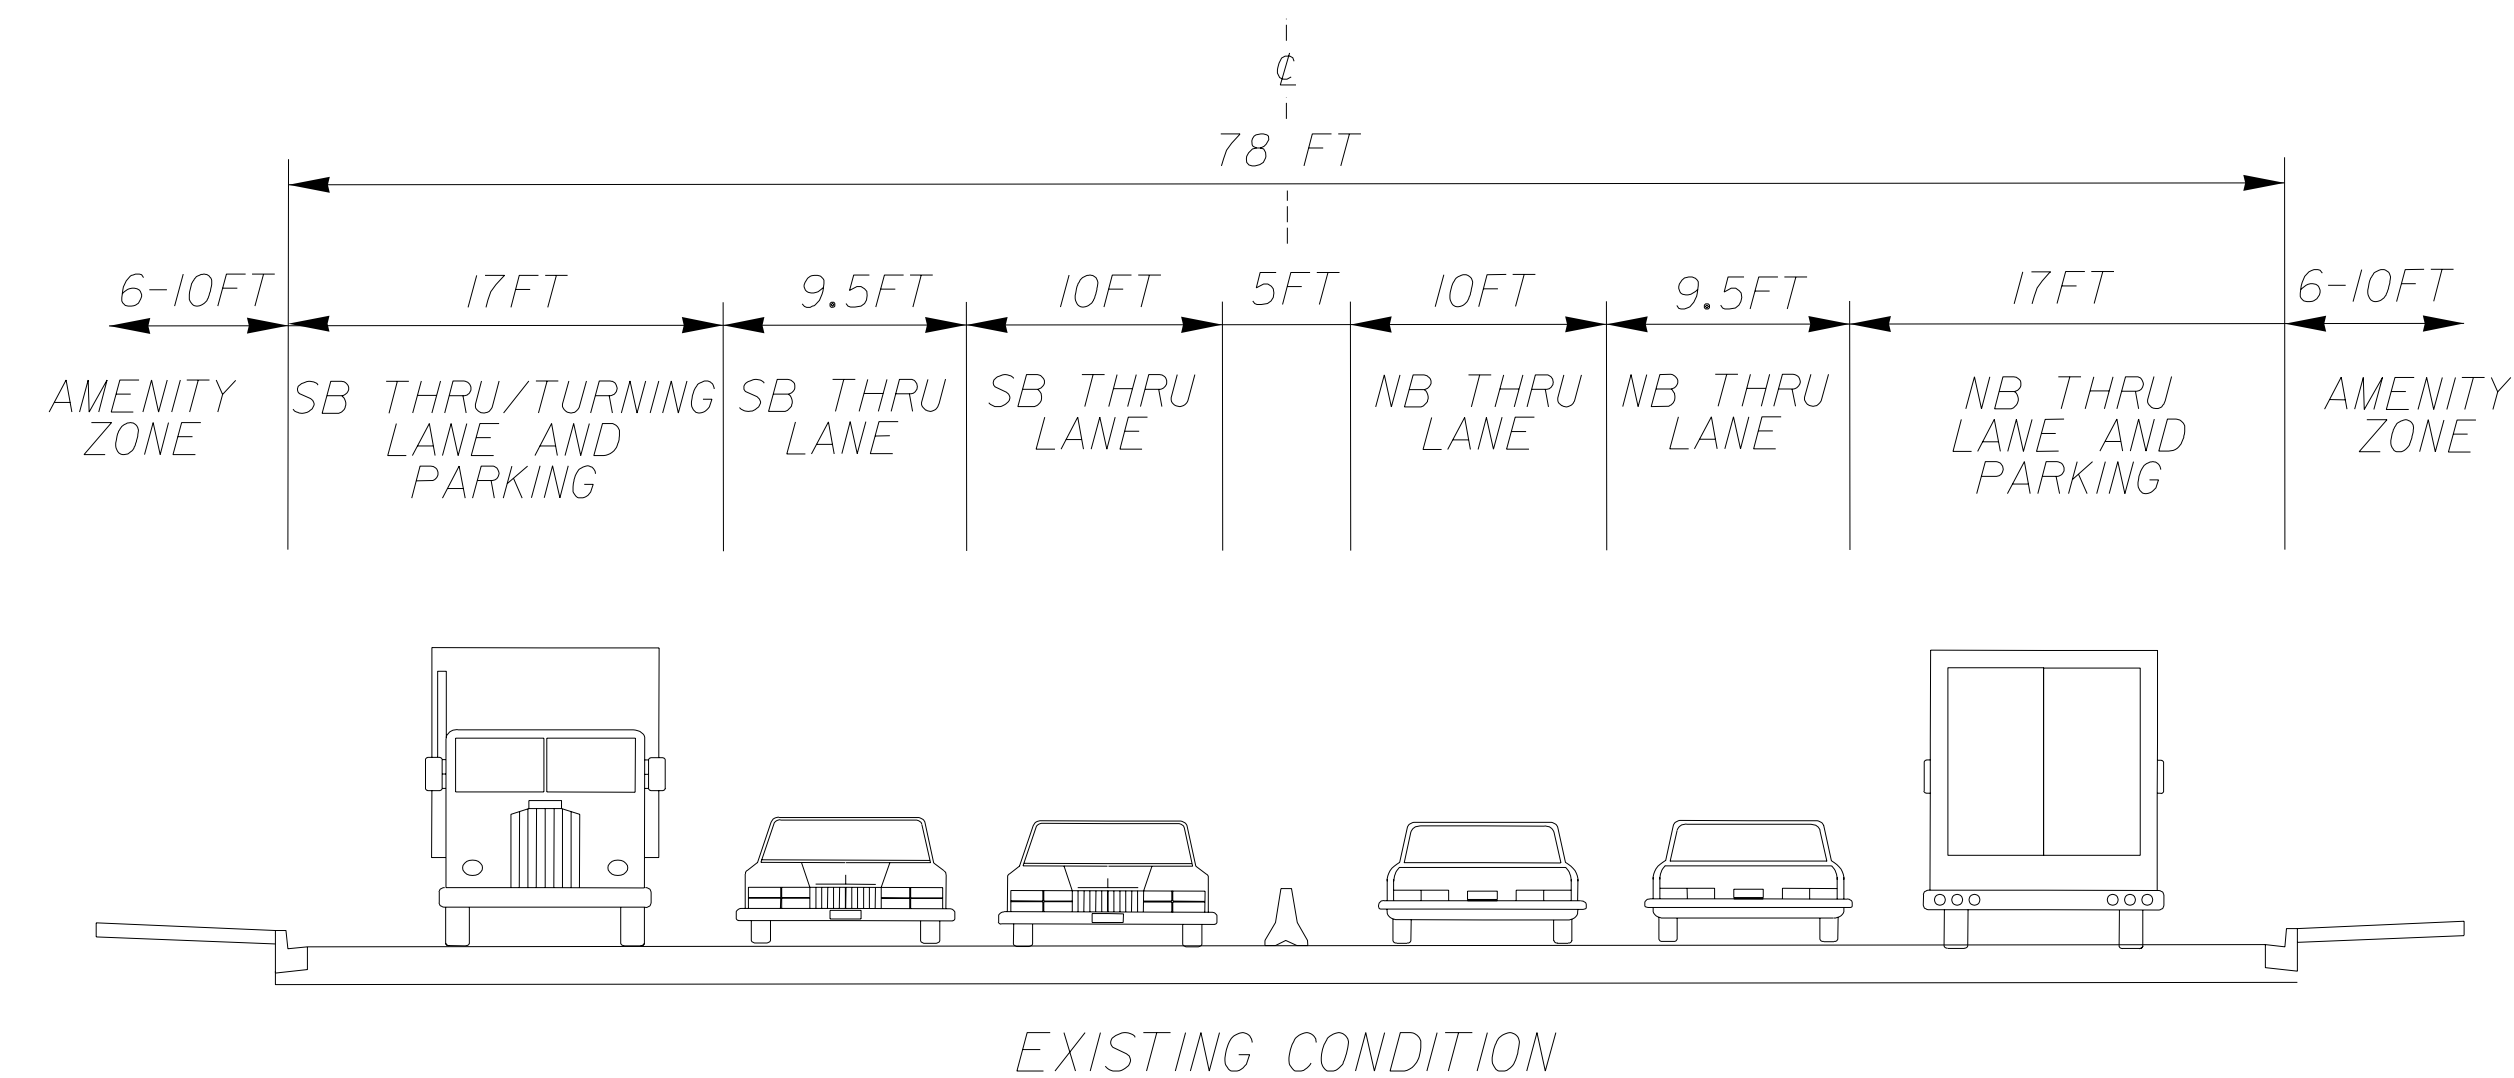 ℄
78 FT
6-10FT 17FT 9.5FT 10FT 5FT 10FT 9.5FT 17FT 6-10FT
AMENITY
ZONE
SB THRU/TURNING
LANE AND
PARKING
SB THRU
LANE
SB THRU
LANE
NB THRU
LANE
NB THRU
LANE
NB THRU
LANE AND
PARKING
AMENITY
ZONE
EXISTING CONDITION